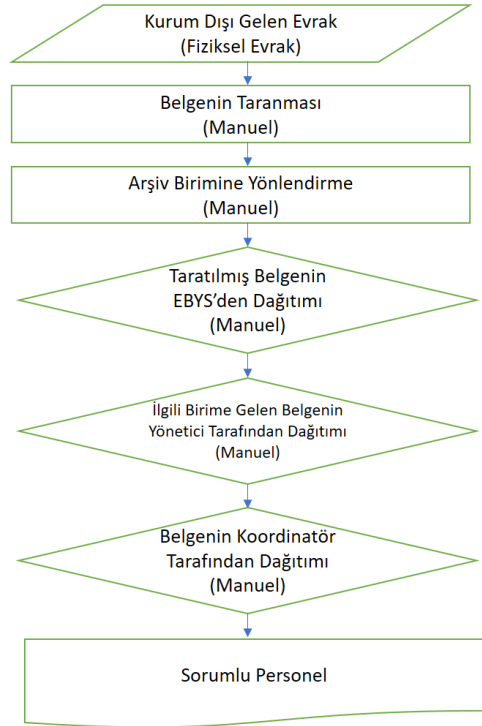 Kurum Dışı Gelen Evrak
(Fiziksel Evrak)
Belgenin Taranması
(Manuel)
Arşiv Birimine Yönlendirme
(Manuel)
Taratılmış Belgenin
EBYS'den Dağıtımı
(Manuel)
İlgili Birime Gelen Belgenin
Yönetici Tarafından Dağıtımı
(Manuel)
Belgenin Koordinatör
Tarafından Dağıtımı
(Manuel)
Sorumlu Personel